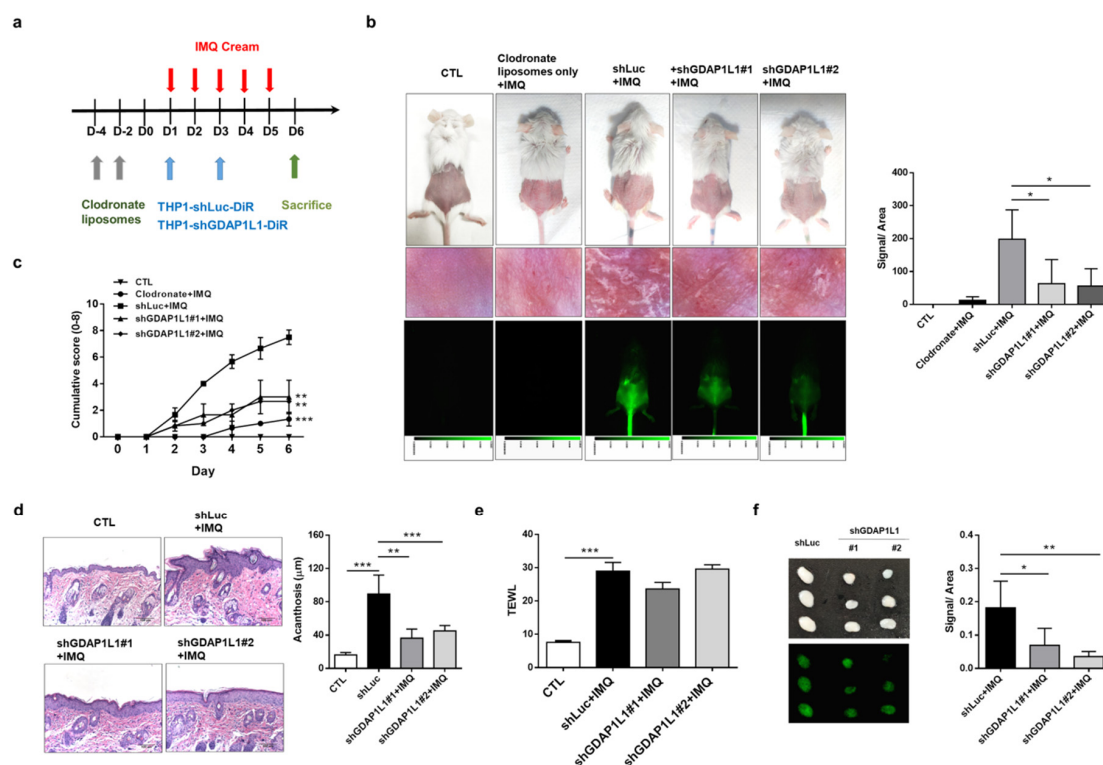 a
IMQ Cream
D-4 D-2 D0 D1 D2 D3 D4 D5 D6
Clodronate
liposomes
THP1-shLuc-DiR
THP1-shGDAP1L1-DiR
Sacrifice
b
CTL
Clodronate
liposomes only
+IMQ
shLuc
+IMQ
+shGDAP1L1#1
+IMQ
shGDAP1L1#2
+IMQ
Signal/ Area
500
400
300
200
100
0
*
*
CTL
Clodronate+IMQ
shLuc+IMQ
shGDAP1L1#1+IMQ
shGDAP1L1#2+IMQ
c
CTL
Clodronate+IMQ
shLuc+IMQ
shGDAP1L1#1+IMQ
shGDAP1L1#2+IMQ
Cumulative score (0-8)
10
8
6
4
2
0
**
**
***
0 1 2 3 4 5 6
Day
d
CTL
shLuc
+IMQ
shGDAP1L1#1
+IMQ
shGDAP1L1#2
+IMQ
Acanthosis (μm)
160
120
80
40
0
***
**
***
CTL
shLuc
shGDAP1L1#1+IMQ
shGDAP1L1#2+IMQ
e
TEWL
40
30
20
10
0
***
CTL
shLuc+IMQ
shGDAP1L1#1+IMQ
shGDAP1L1#2+IMQ
f
shGDAP1L1
shLuc
#1 #2
Signal/ Area
0.4
0.3
0.2
0.1
0.0
**
*
shLuc+IMQ
shGDAP1L1#1+IMQ
shGDAP1L1#2+IMQ